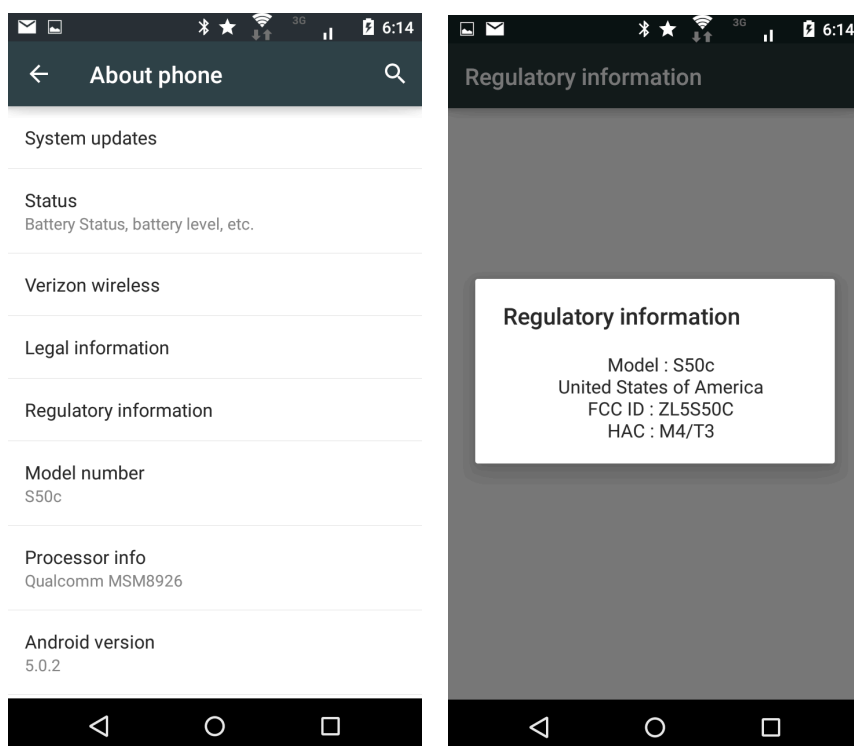 3G
6:14
About phone
System updates
Status
Battery Status, battery level, etc.
Verizon wireless
Legal information
Regulatory information
Model number
S50c
Processor info
Qualcomm MSM8926
Android version
5.0.2
3G
6:14
Regulatory information
Regulatory information
Model : S50c
United States of America
FCC ID : ZL5S50C
HAC : M4/T3